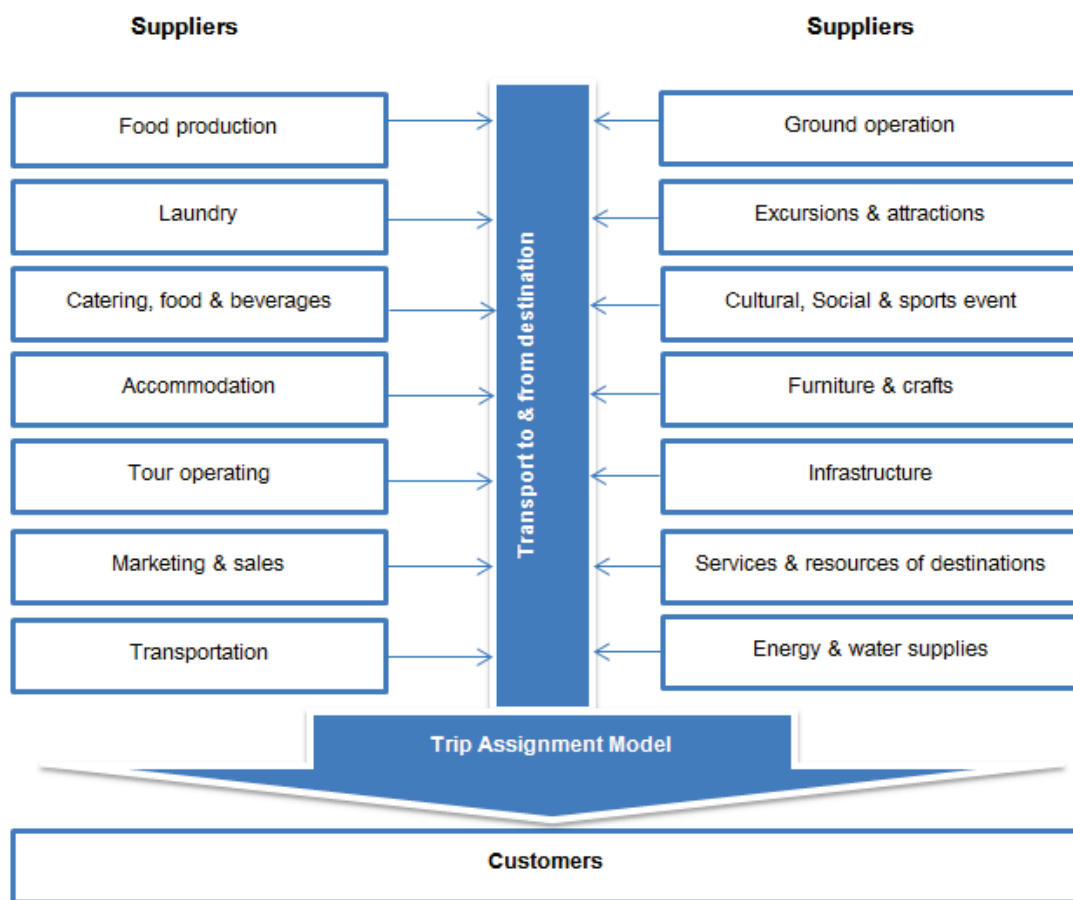 Suppliers
Suppliers
Food production
Ground operation
Laundry
Excursions & attractions
Catering, food & beverages
Cultural, Social & sports event
Accommodation
Furniture & crafts
Tour operating
Infrastructure
Marketing & sales
Services & resources of destinations
Transportation
Energy & water supplies
Transport to & from destination
Trip Assignment Model
Customers